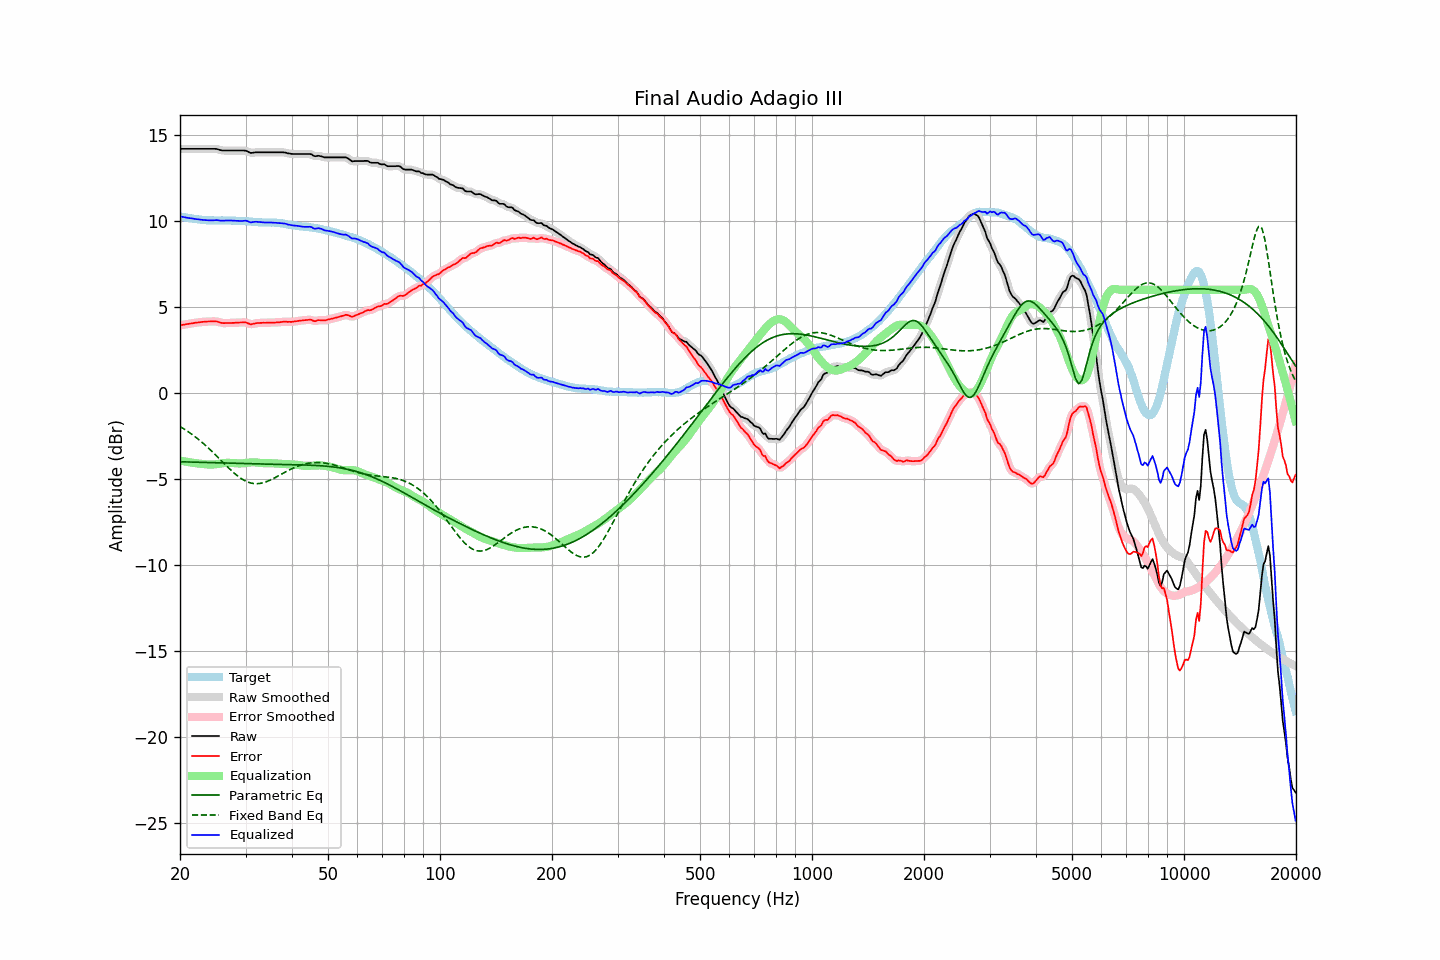 Final Audio Adagio III
15
10
5
0
−5
−10
−15
−20
−25
Amplitude (dBr)
Target
Raw Smoothed
Error Smoothed
Raw
Error
Equalization
Parametric Eq
Fixed Band Eq
Equalized
20 50 100 200 500 1000 2000 5000 10000 20000
Frequency (Hz)